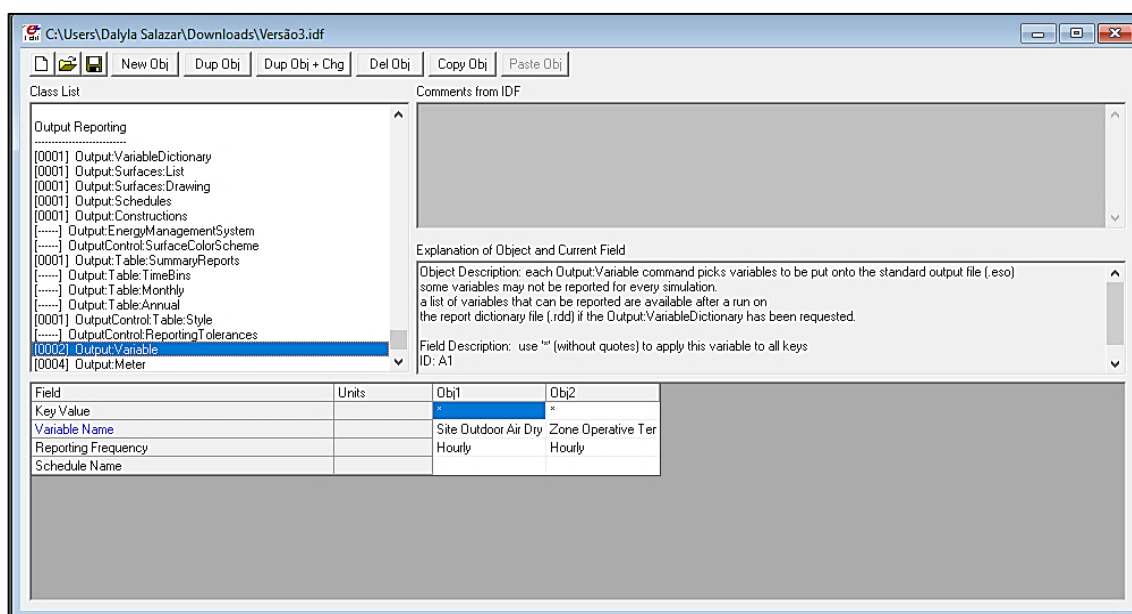 C:\Users\Dalyla Salazar\Downloads\Versão3.idf
New Obj Dup Obj Dup Obj + Chg Del Obj Copy Obj Paste Obj
Class List
Output Reporting
-------------------------
[0001] Output:VariableDictionary
[0001] Output:Surfaces:List
[0001] Output:Surfaces:Drawing
[0001] Output:Schedules
[0001] Output:Constructions
[------] Output:EnergyManagementSystem
[------] OutputControl:SurfaceColorScheme
[0001] Output:Table:SummaryReports
[------] Output:Table:TimeBins
[------] Output:Table:Monthly
[------] Output:Table:Annual
[0001] OutputControl:Table:Style
[------] OutputControl:ReportingTolerances
[0002] Output:Variable
[0004] Output:Meter
Comments from IDF
Explanation of Object and Current Field
Object Description: each Output:Variable command picks variables to be put onto the standard output file (.eso)
some variables may not be reported for every simulation.
a list of variables that can be reported are available after a run on
the report dictionary file (.rdd) if the Output:VariableDictionary has been requested.
Field Description: use '*' (without quotes) to apply this variable to all keys
ID: A1
Field Units Obj1 Obj2
Key Value * *
Variable Name Site Outdoor Air Dry Zone Operative Ter
Reporting Frequency Hourly Hourly
Schedule Name